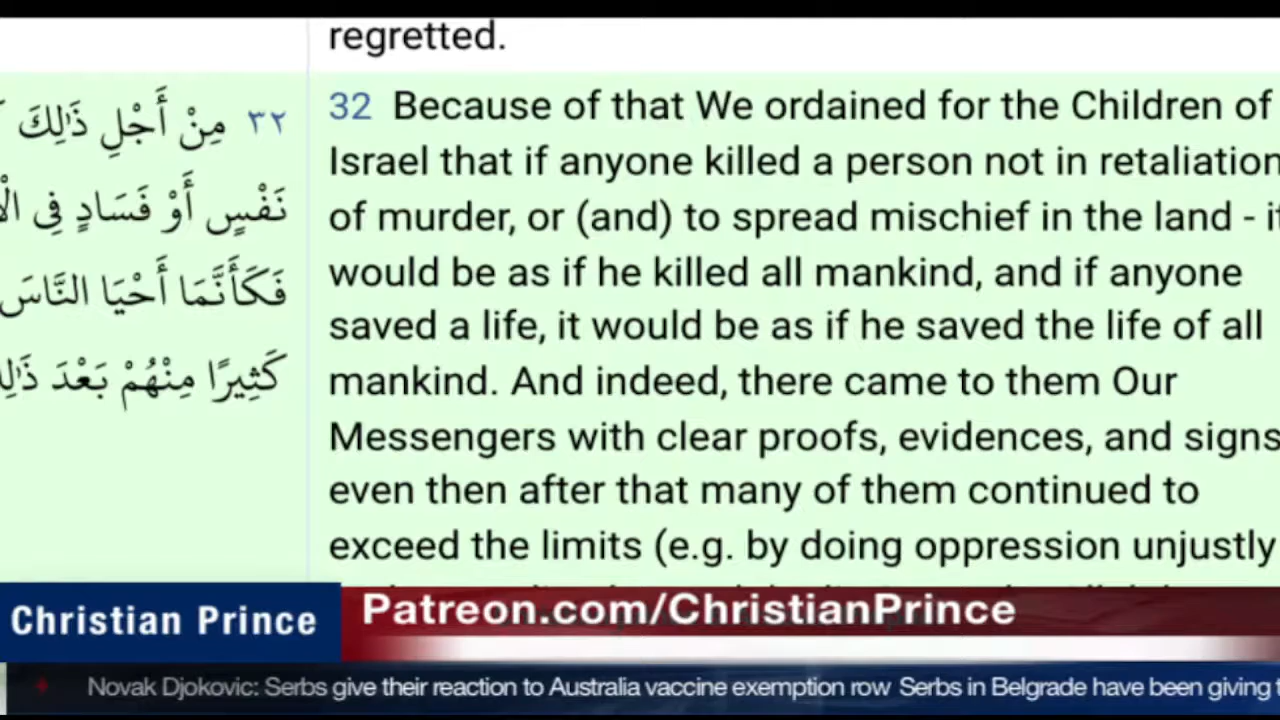 regretted.
٣٢ مِنْ أَجْلِ ذَٰلِكَ
نَفْسٍ أَوْ فَسَادٍ فِى
فَكَأَنَّمَا أَحْيَا النَّاسَ
كَثِيرًا مِنْهُمْ بَعْدَ
32 Because of that We ordained for the Children of
Israel that if anyone killed a person not in retaliation
of murder, or (and) to spread mischief in the land -
would be as if he killed all mankind, and if anyone
saved a life, it would be as if he saved the life of all
mankind. And indeed, there came to them Our
Messengers with clear proofs, evidences, and signs
even then after that many of them continued to
exceed the limits (e.g. by doing oppression unjustly
Christian Prince
Patreon.com/ChristianPrince
Novak Djokovic: Serbs give their reaction to Australia vaccine exemption row Serbs in Belgrade have been giving